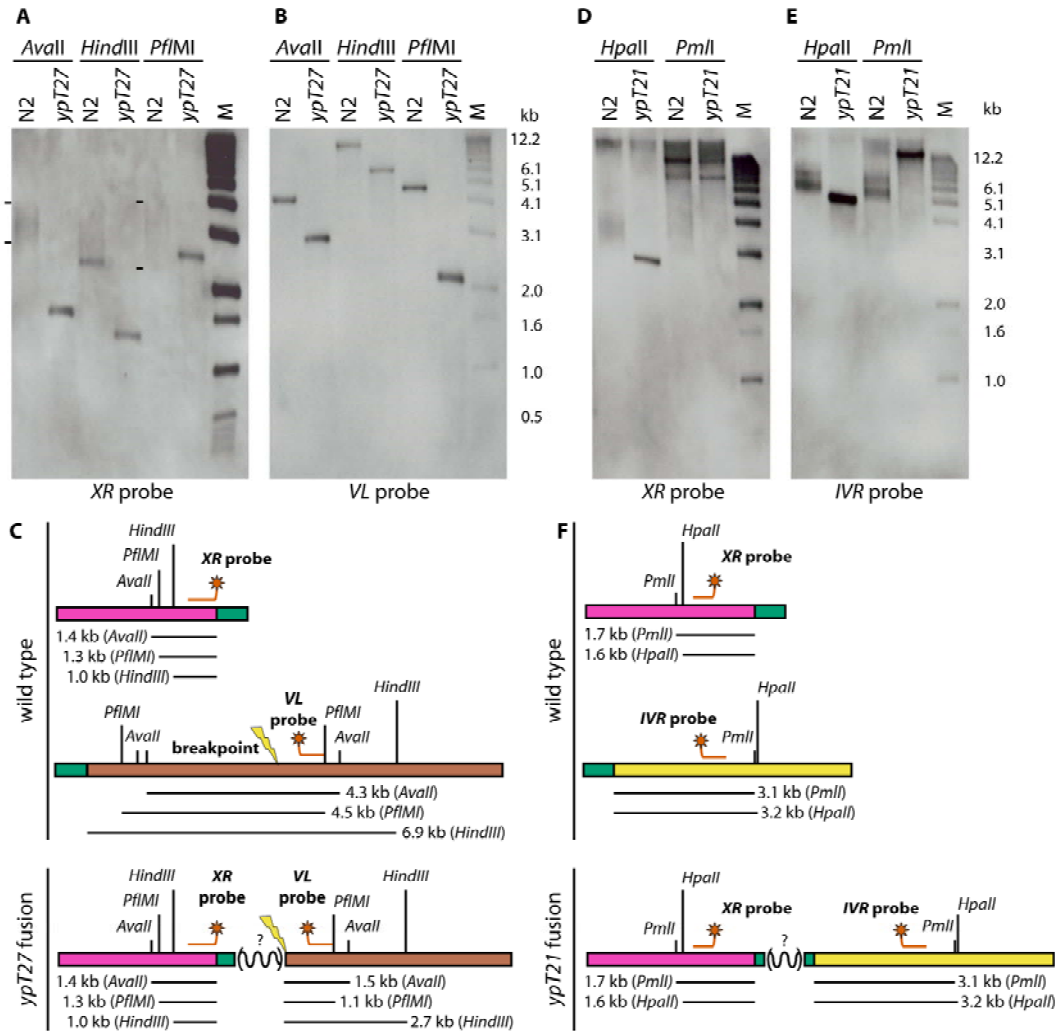 A
B
D
E
AvaII HindIII PflMI
AvaII HindIII PflMI
HpaII PmlI
HpaII PmlI
N2 ypT27 N2 ypT27 N2 ypT27 M
N2 ypT27 N2 ypT27 N2 ypT27 M
kb
N2 ypT21 N2 ypT21 M
N2 ypT21 N2 ypT21 M
kb
12.2
6.1
5.1
4.1
3.1
2.0
1.6
1.0
0.5
12.2
6.1
5.1
4.1
3.1
2.0
1.6
1.0
XR probe
VL probe
XR probe
IVR probe
C
wild type
HindIII
PflMI
AvaII
XR probe
1.4 kb (AvaII)
1.3 kb (PflMI)
1.0 kb (HindIII)
HindIII
VL
probe
PflMI
PflMI
AvaII
AvaII
breakpoint
4.3 kb (AvaII)
4.5 kb (PflMI)
6.9 kb (HindIII)
ypT27 fusion
HindIII
XR
probe
VL
probe
HindIII
PflMI
PflMI
AvaII
AvaII
?
1.4 kb (AvaII)
1.3 kb (PflMI)
1.0 kb (HindIII)
1.5 kb (AvaII)
1.1 kb (PflMI)
2.7 kb (HindIII)
F
wild type
HpaII
XR probe
PmlI
1.7 kb (PmlI)
1.6 kb (HpaII)
HpaII
IVR probe
PmlI
3.1 kb (PmlI)
3.2 kb (HpaII)
ypT21 fusion
HpaII
XR probe
IVR probe
HpaII
PmlI
PmlI
?
1.7 kb (PmlI)
1.6 kb (HpaII)
3.1 kb (PmlI)
3.2 kb (HpaII)